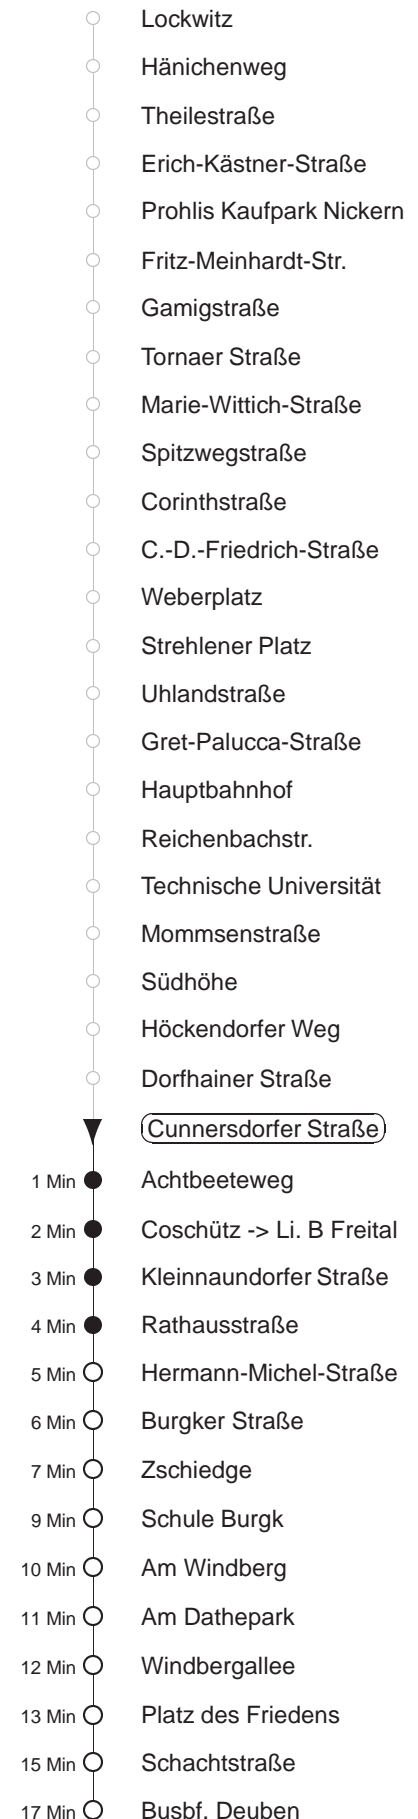 Lockwitz
Hänichenweg
Theilestraße
Erich-Kästner-Straße
Prohlis Kaufpark Nickern
Fritz-Meinhardt-Str.
Gamigstraße
Tornaer Straße
Marie-Wittich-Straße
Spitzwegstraße
Corinthstraße
C.-D.-Friedrich-Straße
Weberplatz
Strehlener Platz
Uhlandstraße
Gret-Palucca-Straße
Hauptbahnhof
Reichenbachstr.
Technische Universität
Mommsenstraße
Südhöhe
Höckendorfer Weg
Dorfhainer Straße
Cunnersdorfer Straße
1 Min Achtbeeteweg
2 Min Coschütz -> Li. B Freital
3 Min Kleinnaundorfer Straße
4 Min Rathausstraße
5 Min Hermann-Michel-Straße
6 Min Burgker Straße
7 Min Zschiedge
9 Min Schule Burgk
10 Min Am Windberg
11 Min Am Dathepark
12 Min Windbergallee
13 Min Platz des Friedens
15 Min Schachtstraße
17 Min Busbf. Deuben